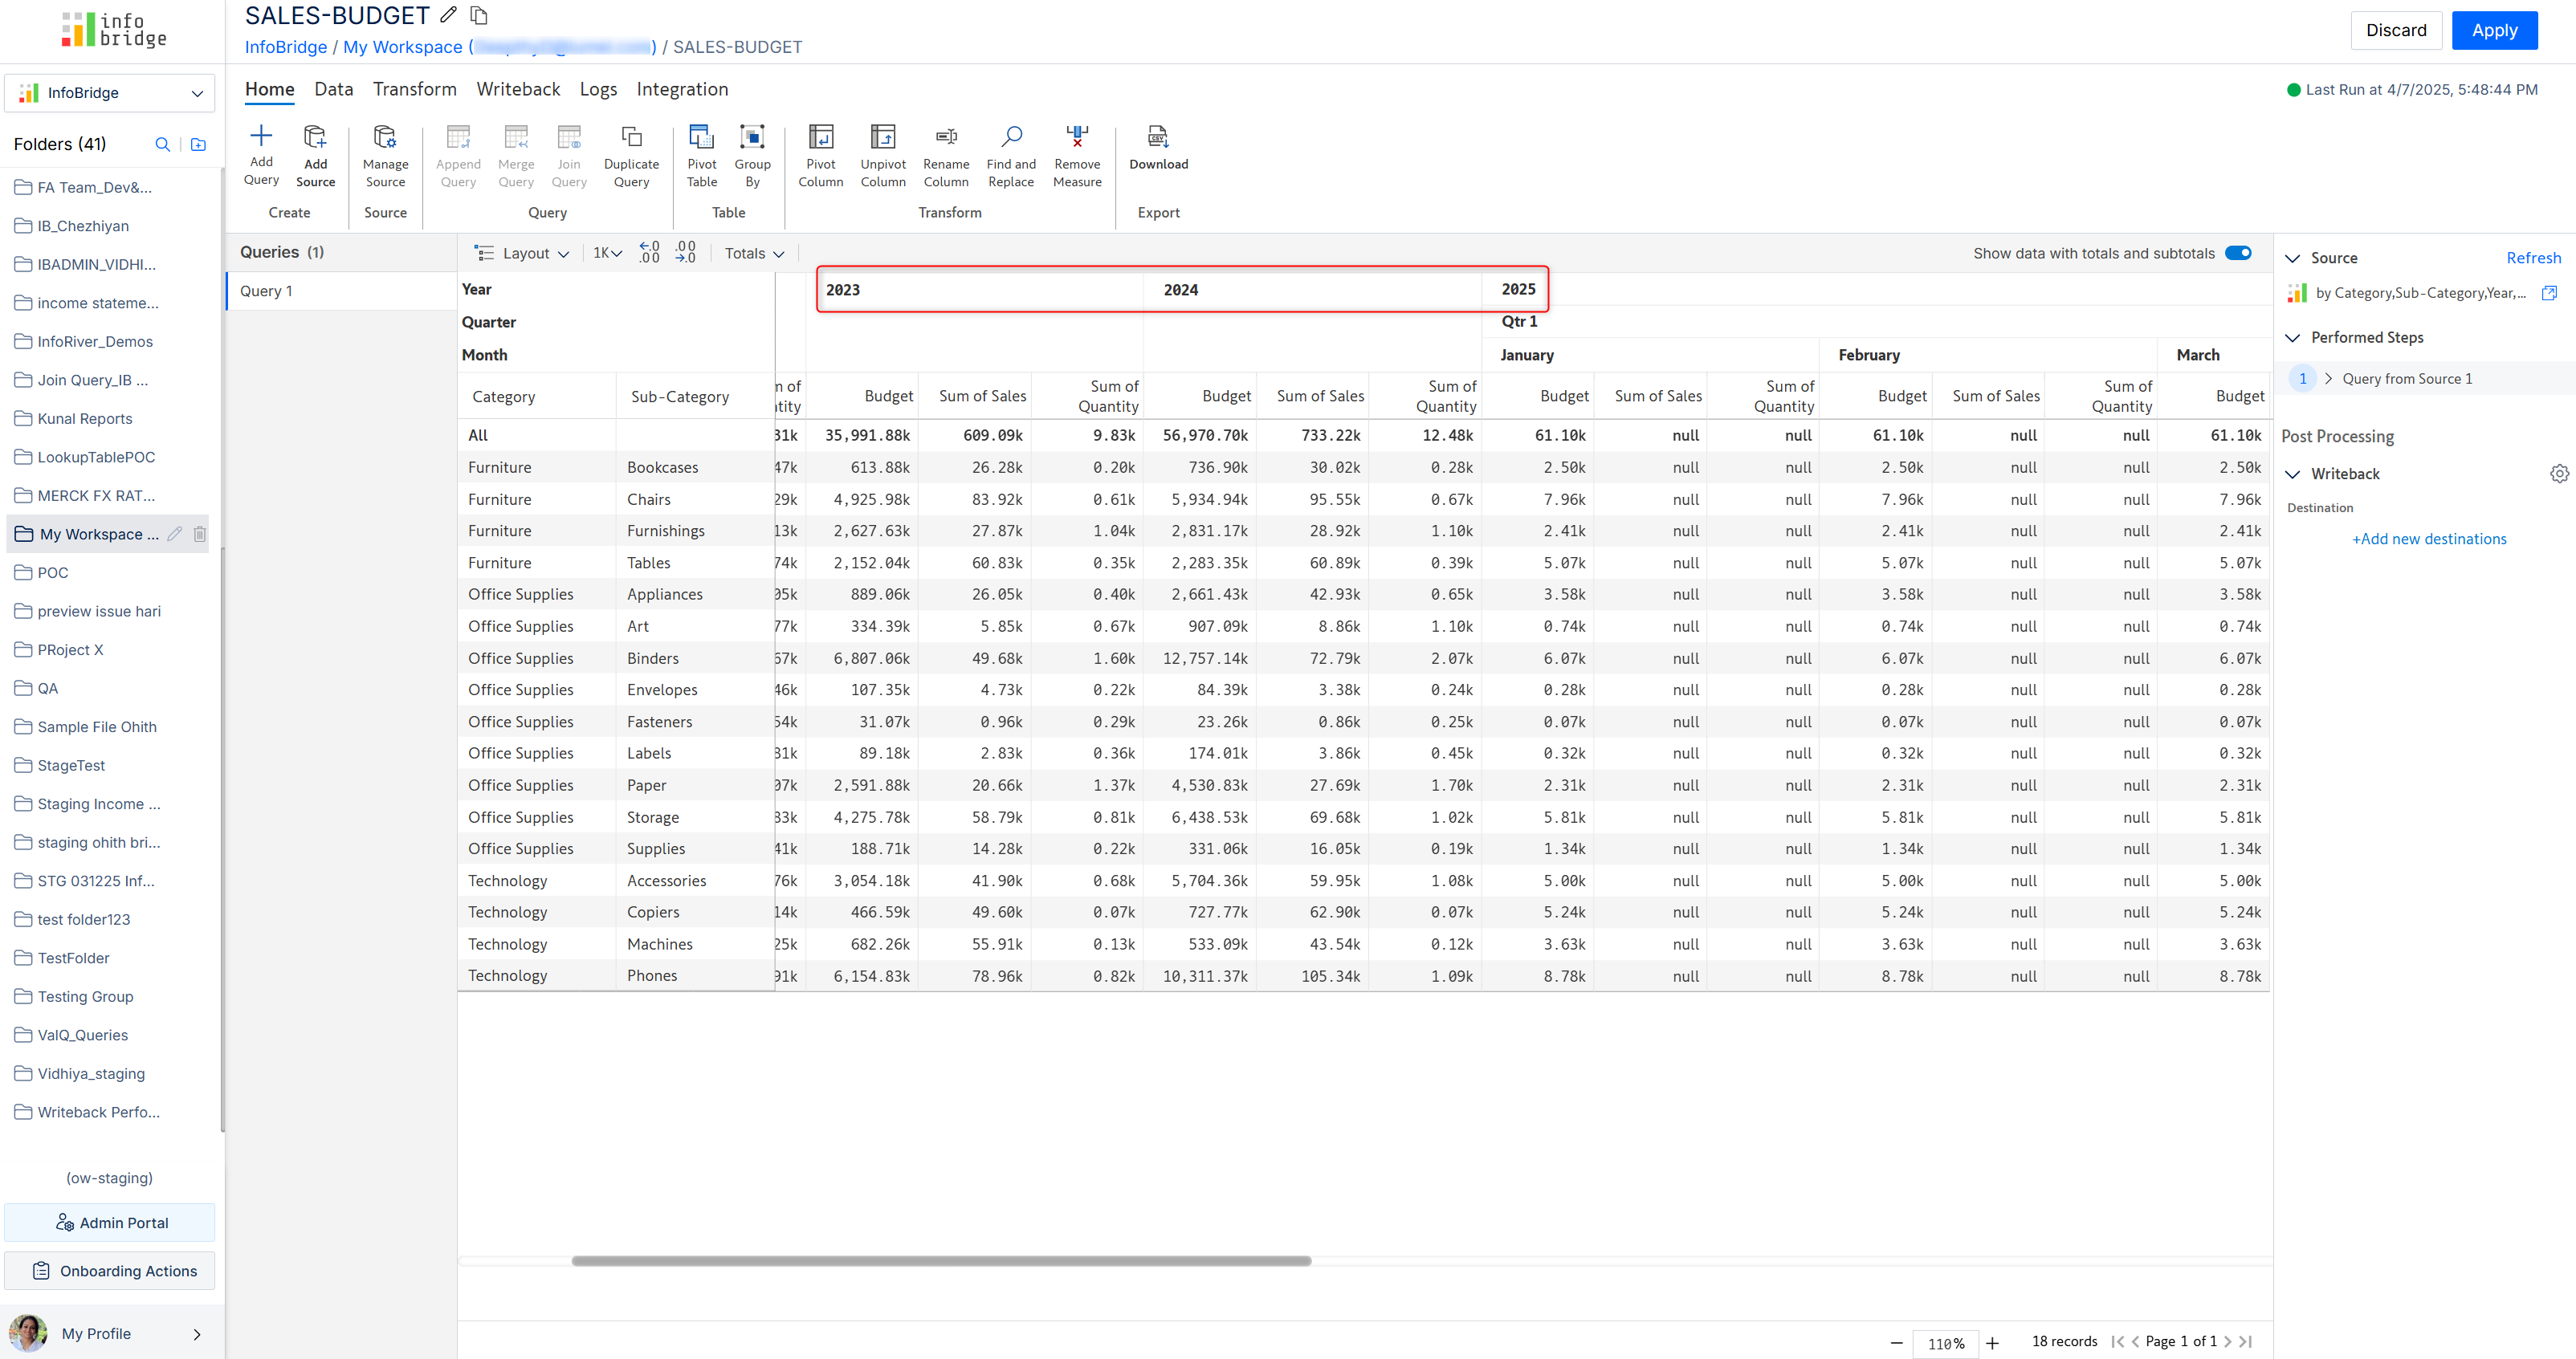 info
bridge
SALES-BUDGET
InfoBridge / My Workspace ( ) / SALES-BUDGET
Discard
Apply
InfoBridge
Home Data Transform Writeback Logs Integration
Last Run at 4/7/2025, 5:48:44 PM
Add Query
Add Source
Create
Manage Source
Source
Append Query
Merge Query
Join Query
Duplicate Query
Query
Pivot Table
Group By
Table
Pivot Column
Unpivot Column
Rename Column
Find and Replace
Remove Measure
Transform
CSV
Download
Export
Folders (41)
FA Team_Dev&...
IB_Chezhiyan
IBADMIN_VIDHI...
income stateme...
InfoRiver_Demos
Join Query_IB ...
Kunal Reports
LookupTablePOC
MERCK FX RAT...
My Workspace ...
POC
preview issue hari
PRoject X
QA
Sample File Ohith
StageTest
Staging Income ...
staging ohith bri...
STG 031225 Inf...
test folder123
TestFolder
Testing Group
ValQ_Queries
Vidhiya_staging
Writeback Perfo...
(ow-staging)
Admin Portal
Onboarding Actions
My Profile
Queries (1)
Query 1
Layout 1K .0 .00 .00 .0 Totals
Show data with totals and subtotals
Year 2023 2024 2025
Quarter Qtr 1
Month January February March
Category Sub-Category m of ntity Budget Sum of Sales Sum of Quantity Budget Sum of Sales Sum of Quantity Budget Sum of Sales Sum of Quantity Budget Sum of Sales Sum of Quantity Budget
All 31k 35,991.88k 609.09k 9.83k 56,970.70k 733.22k 12.48k 61.10k null null 61.10k null null 61.10k
Furniture Bookcases 47k 613.88k 26.28k 0.20k 736.90k 30.02k 0.28k 2.50k null null 2.50k null null 2.50k
Furniture Chairs 29k 4,925.98k 83.92k 0.61k 5,934.94k 95.55k 0.67k 7.96k null null 7.96k null null 7.96k
Furniture Furnishings 13k 2,627.63k 27.87k 1.04k 2,831.17k 28.92k 1.10k 2.41k null null 2.41k null null 2.41k
Furniture Tables 74k 2,152.04k 60.83k 0.35k 2,283.35k 60.89k 0.39k 5.07k null null 5.07k null null 5.07k
Office Supplies Appliances 05k 889.06k 26.05k 0.40k 2,661.43k 42.93k 0.65k 3.58k null null 3.58k null null 3.58k
Office Supplies Art 77k 334.39k 5.85k 0.67k 907.09k 8.86k 1.10k 0.74k null null 0.74k null null 0.74k
Office Supplies Binders 67k 6,807.06k 49.68k 1.60k 12,757.14k 72.79k 2.07k 6.07k null null 6.07k null null 6.07k
Office Supplies Envelopes 46k 107.35k 4.73k 0.22k 84.39k 3.38k 0.24k 0.28k null null 0.28k null null 0.28k
Office Supplies Fasteners 54k 31.07k 0.96k 0.29k 23.26k 0.86k 0.25k 0.07k null null 0.07k null null 0.07k
Office Supplies Labels 31k 89.18k 2.83k 0.36k 174.01k 3.86k 0.45k 0.32k null null 0.32k null null 0.32k
Office Supplies Paper 07k 2,591.88k 20.66k 1.37k 4,530.83k 27.69k 1.70k 2.31k null null 2.31k null null 2.31k
Office Supplies Storage 83k 4,275.78k 58.79k 0.81k 6,438.53k 69.68k 1.02k 5.81k null null 5.81k null null 5.81k
Office Supplies Supplies 41k 188.71k 14.28k 0.22k 331.06k 16.05k 0.19k 1.34k null null 1.34k null null 1.34k
Technology Accessories 76k 3,054.18k 41.90k 0.68k 5,704.36k 59.95k 1.08k 5.00k null null 5.00k null null 5.00k
Technology Copiers 14k 466.59k 49.60k 0.07k 727.77k 62.90k 0.07k 5.24k null null 5.24k null null 5.24k
Technology Machines 25k 682.26k 55.91k 0.13k 533.09k 43.54k 0.12k 3.63k null null 3.63k null null 3.63k
Technology Phones 91k 6,154.83k 78.96k 0.82k 10,311.37k 105.34k 1.09k 8.78k null null 8.78k null null 8.78k
110% 18 records Page 1 of 1
Source Refresh
by Category,Sub-Category,Year,...
Performed Steps
1 Query from Source 1
Post Processing
Writeback
Destination
+Add new destinations